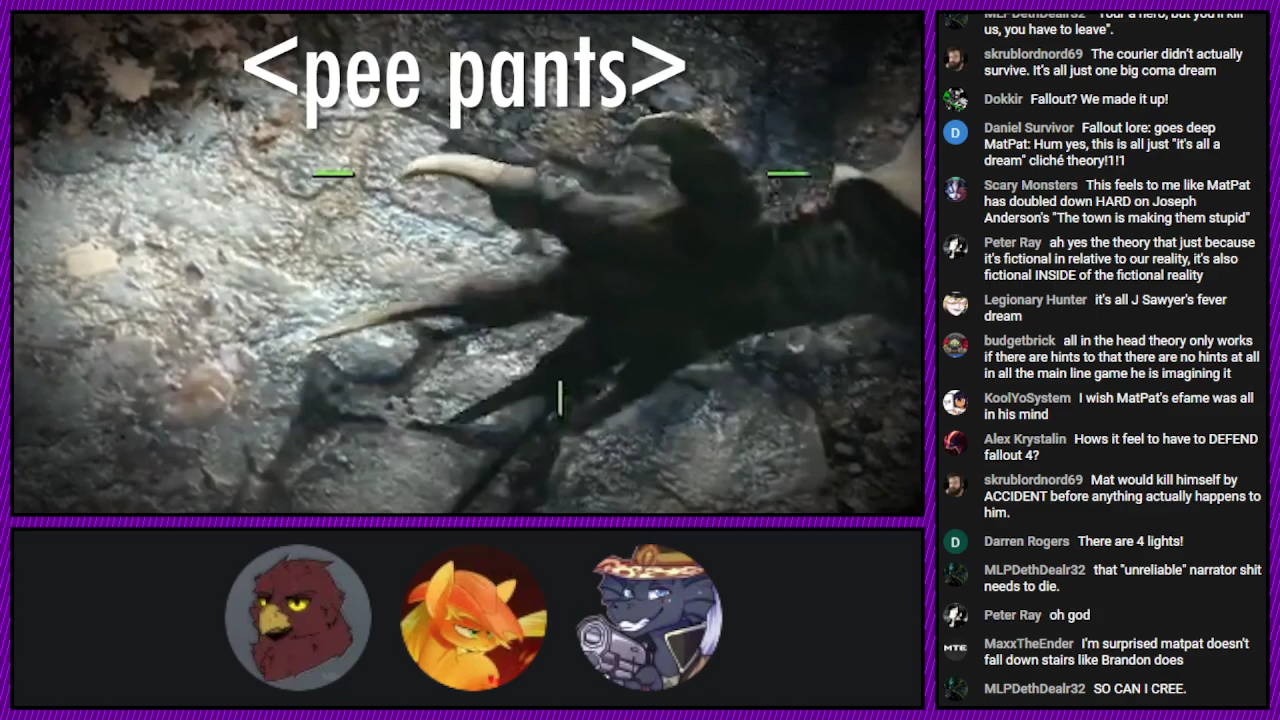 <pee pants>
MLPDethDealr32 "Your a hero, but you'll kill
us, you have to leave".
skrublordnord69 The courier didn't actually
survive. It's all just one big coma dream
Dokkir Fallout? We made it up!
D
Daniel Survivor Fallout lore: goes deep
MatPat: Hum yes, this is all just "it's all a
dream" cliché theory!1!1
Scary Monsters This feels to me like MatPat
has doubled down HARD on Joseph
Anderson's "The town is making them stupid"
Peter Ray ah yes the theory that just because
it's fictional in relative to our reality, it's also
fictional INSIDE of the fictional reality
Legionary Hunter it's all J Sawyer's fever
dream
budgetbrick all in the head theory only works
if there are hints to that there are no hints at all
in all the main line game he is imagining it
KoolYoSystem I wish MatPat's efame was all
in his mind
Alex Krystalin Hows it feel to have to DEFEND
fallout 4?
skrublordnord69 Mat would kill himself by
ACCIDENT before anything actually happens to
him.
D
Darren Rogers There are 4 lights!
MLPDethDealr32 that "unreliable" narrator shit
needs to die.
Peter Ray oh god
MTE
MaxxTheEnder I'm surprised matpat doesn't
fall down stairs like Brandon does
MLPDethDealr32 SO CAN I CREE.